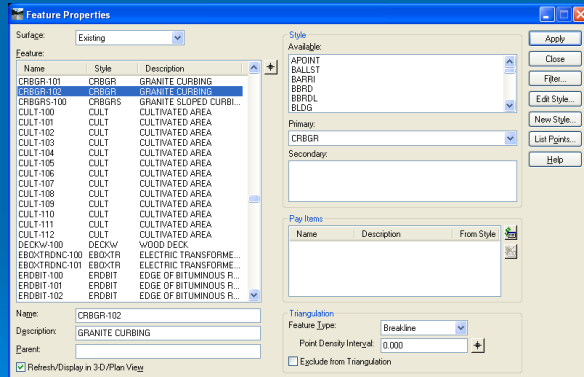 Feature Properties
Surface: Existing
Feature:
Name Style Description
CRBGR-101 CRBGR GRANITE CURBING
CRBGR-102 CRBGR GRANITE CURBING
CRBGRS-100 CRBGRS GRANITE SLOPED CURBI...
CULT-100 CULT CULTIVATED AREA
CULT-101 CULT CULTIVATED AREA
CULT-102 CULT CULTIVATED AREA
CULT-103 CULT CULTIVATED AREA
CULT-104 CULT CULTIVATED AREA
CULT-105 CULT CULTIVATED AREA
CULT-106 CULT CULTIVATED AREA
CULT-107 CULT CULTIVATED AREA
CULT-108 CULT CULTIVATED AREA
CULT-109 CULT CULTIVATED AREA
CULT-110 CULT CULTIVATED AREA
CULT-111 CULT CULTIVATED AREA
CULT-112 CULT CULTIVATED AREA
DECKW-100 DECKW WOOD DECK
EBOXTRDNC-100 EBOXTR ELECTRIC TRANSFORME...
EBOXTRDNC-101 EBOXTR ELECTRIC TRANSFORME...
ERDBIT-100 ERDBIT EDGE OF BITUMINOUS R...
ERDBIT-101 ERDBIT EDGE OF BITUMINOUS R...
ERDBIT-102 ERDBIT EDGE OF BITUMINOUS R...
Name: CRBGR-102
Description: GRANITE CURBING
Parent:
Refresh/Display in 3-D/Plan View
Style
Available:
APOINT
BALLST
BARRI
BBRD
BBRDL
BLDG
Primary:
CRBGR
Secondary:
Pay Items
Name Description From Style
Triangulation
Feature Type: Breakline
Point Density Interval: 0.000
Exclude from Triangulation
Apply
Close
Filter...
Edit Style...
New Style...
List Points...
Help